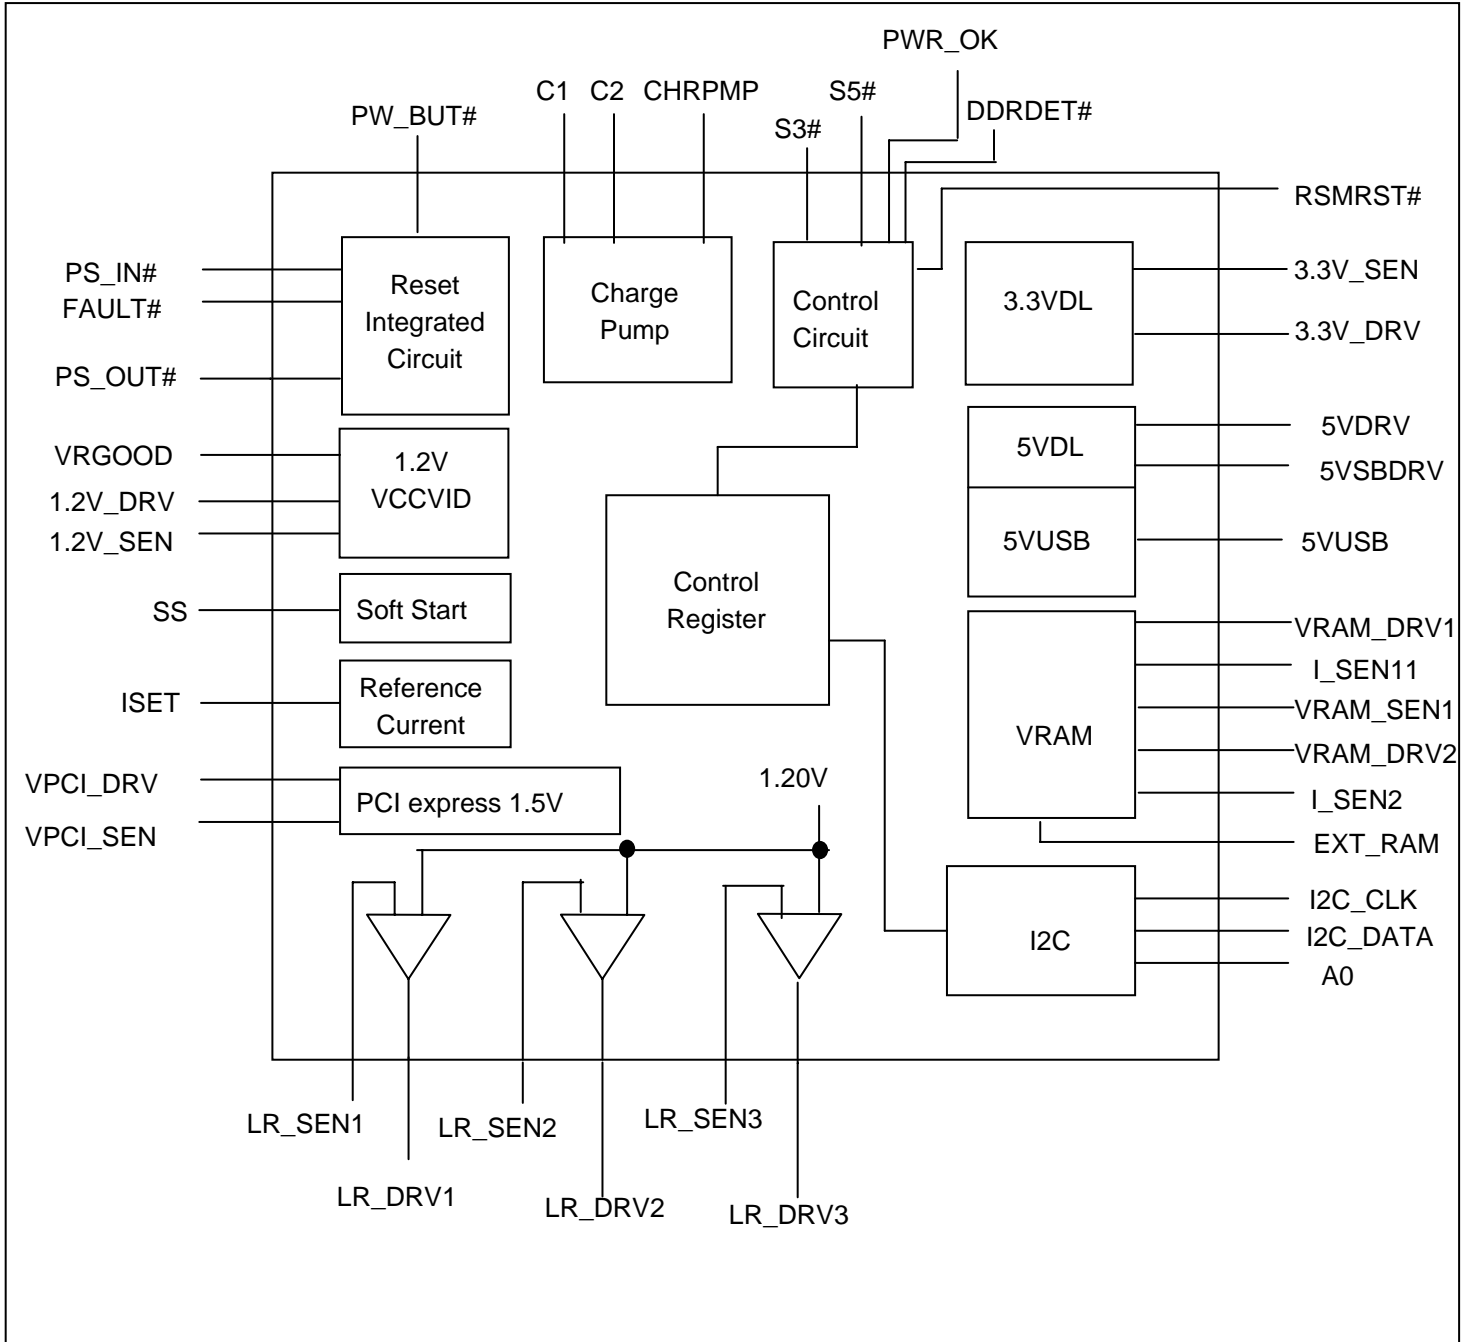 PWR_OK
C1 C2 CHRPMP
S5#
PW_BUT#
S3#
DDRDET#
RSMRST#
PS_IN#
FAULT#
PS_OUT#
Reset
Integrated
Circuit
Charge
Pump
Control
Circuit
3.3VDL
3.3V_SEN
3.3V_DRV
VRGOOD
1.2V_DRV
1.2V_SEN
1.2V
VCCVID
5VDL
5VDRV
5VSBDRV
5VUSB
5VUSB
SS
Soft Start
Control
Register
ISET
Reference
Current
VRAM
VRAM_DRV1
I_SEN11
VRAM_SEN1
VRAM_DRV2
I_SEN2
EXT_RAM
VPCI_DRV
VPCI_SEN
PCI express 1.5V
1.20V
I2C
I2C_CLK
I2C_DATA
A0
LR_SEN1
LR_SEN2
LR_SEN3
LR_DRV1
LR_DRV2
LR_DRV3